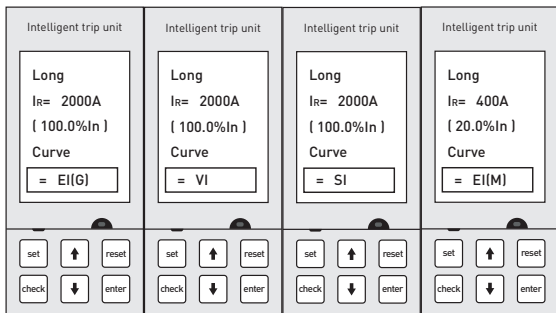 Intelligent trip unit
Long
IR= 2000A
( 100.0%In )
Curve
= EI(G)
set
reset
check
enter
Intelligent trip unit
Long
IR= 2000A
( 100.0%In )
Curve
= VI
set
reset
check
enter
Intelligent trip unit
Long
IR= 2000A
( 100.0%In )
Curve
= SI
set
reset
check
enter
Intelligent trip unit
Long
IR= 400A
( 20.0%In )
Curve
= EI(M)
set
reset
check
enter